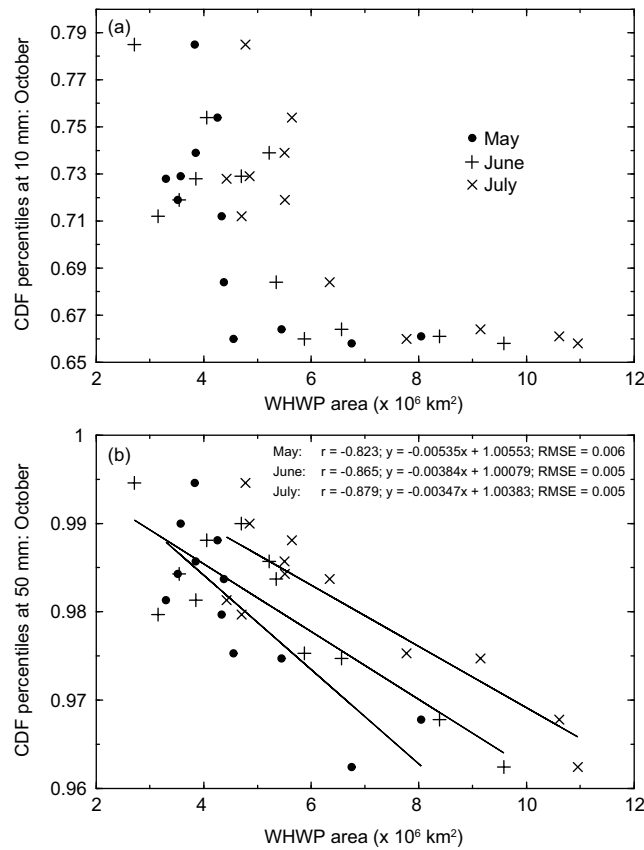 (a)
0.79
0.77
0.75
0.73
0.71
0.69
0.67
0.65
CDF percentiles at 10 mm: October
May
June
July
2 4 6 8 10 12
WHWP area (x 10⁶ km²)
(b)
May: r = -0.823; y = -0.00535x + 1.00553; RMSE = 0.006
June: r = -0.865; y = -0.00384x + 1.00079; RMSE = 0.005
July: r = -0.879; y = -0.00347x + 1.00383; RMSE = 0.005
1
0.99
0.98
0.97
0.96
CDF percentiles at 50 mm: October
2 4 6 8 10 12
WHWP area (x 10⁶ km²)